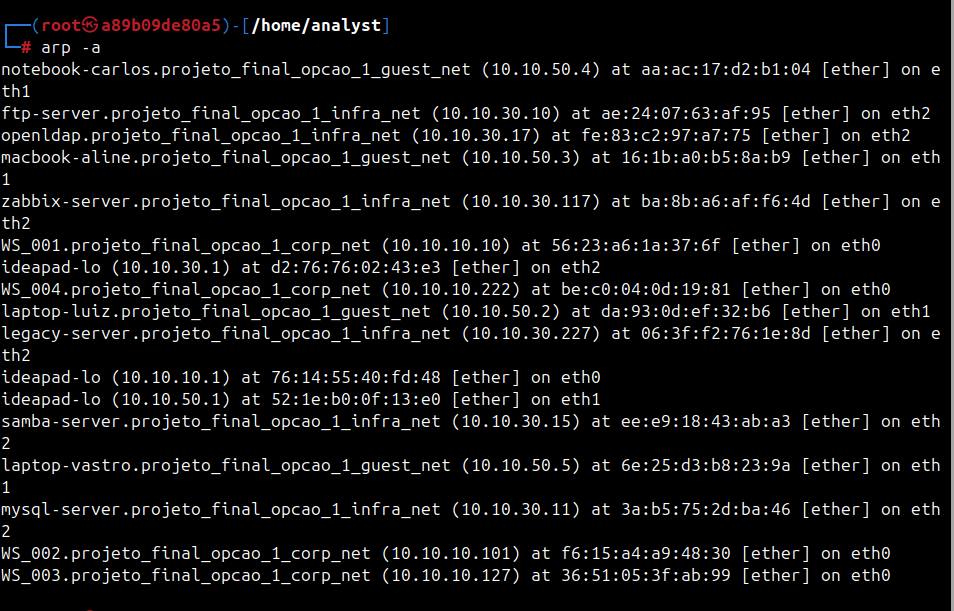 ┌──(root㉿a89b09de80a5)-[/home/analyst]
└─# arp -a
notebook-carlos.projeto_final_opcao_1_guest_net (10.10.50.4) at aa:ac:17:d2:b1:04 [ether] on e
th1
ftp-server.projeto_final_opcao_1_infra_net (10.10.30.10) at ae:24:07:63:af:95 [ether] on eth2
openldap.projeto_final_opcao_1_infra_net (10.10.30.17) at fe:83:c2:97:a7:75 [ether] on eth2
macbook-aline.projeto_final_opcao_1_guest_net (10.10.50.3) at 16:1b:a0:b5:8a:b9 [ether] on eth
1
zabbix-server.projeto_final_opcao_1_infra_net (10.10.30.117) at ba:8b:a6:af:f6:4d [ether] on e
th2
WS_001.projeto_final_opcao_1_corp_net (10.10.10.10) at 56:23:a6:1a:37:6f [ether] on eth0
ideapad-lo (10.10.30.1) at d2:76:76:02:43:e3 [ether] on eth2
WS_004.projeto_final_opcao_1_corp_net (10.10.10.222) at be:c0:04:0d:19:81 [ether] on eth0
laptop-luiz.projeto_final_opcao_1_guest_net (10.10.50.2) at da:93:0d:ef:32:b6 [ether] on eth1
legacy-server.projeto_final_opcao_1_infra_net (10.10.30.227) at 06:3f:f2:76:1e:8d [ether] on e
th2
ideapad-lo (10.10.10.1) at 76:14:55:40:fd:48 [ether] on eth0
ideapad-lo (10.10.50.1) at 52:1e:b0:0f:13:e0 [ether] on eth1
samba-server.projeto_final_opcao_1_infra_net (10.10.30.15) at ee:e9:18:43:ab:a3 [ether] on eth
2
laptop-vastro.projeto_final_opcao_1_guest_net (10.10.50.5) at 6e:25:d3:b8:23:9a [ether] on eth
1
mysql-server.projeto_final_opcao_1_infra_net (10.10.30.11) at 3a:b5:75:2d:ba:46 [ether] on eth
2
WS_002.projeto_final_opcao_1_corp_net (10.10.10.101) at f6:15:a4:a9:48:30 [ether] on eth0
WS_003.projeto_final_opcao_1_corp_net (10.10.10.127) at 36:51:05:3f:ab:99 [ether] on eth0